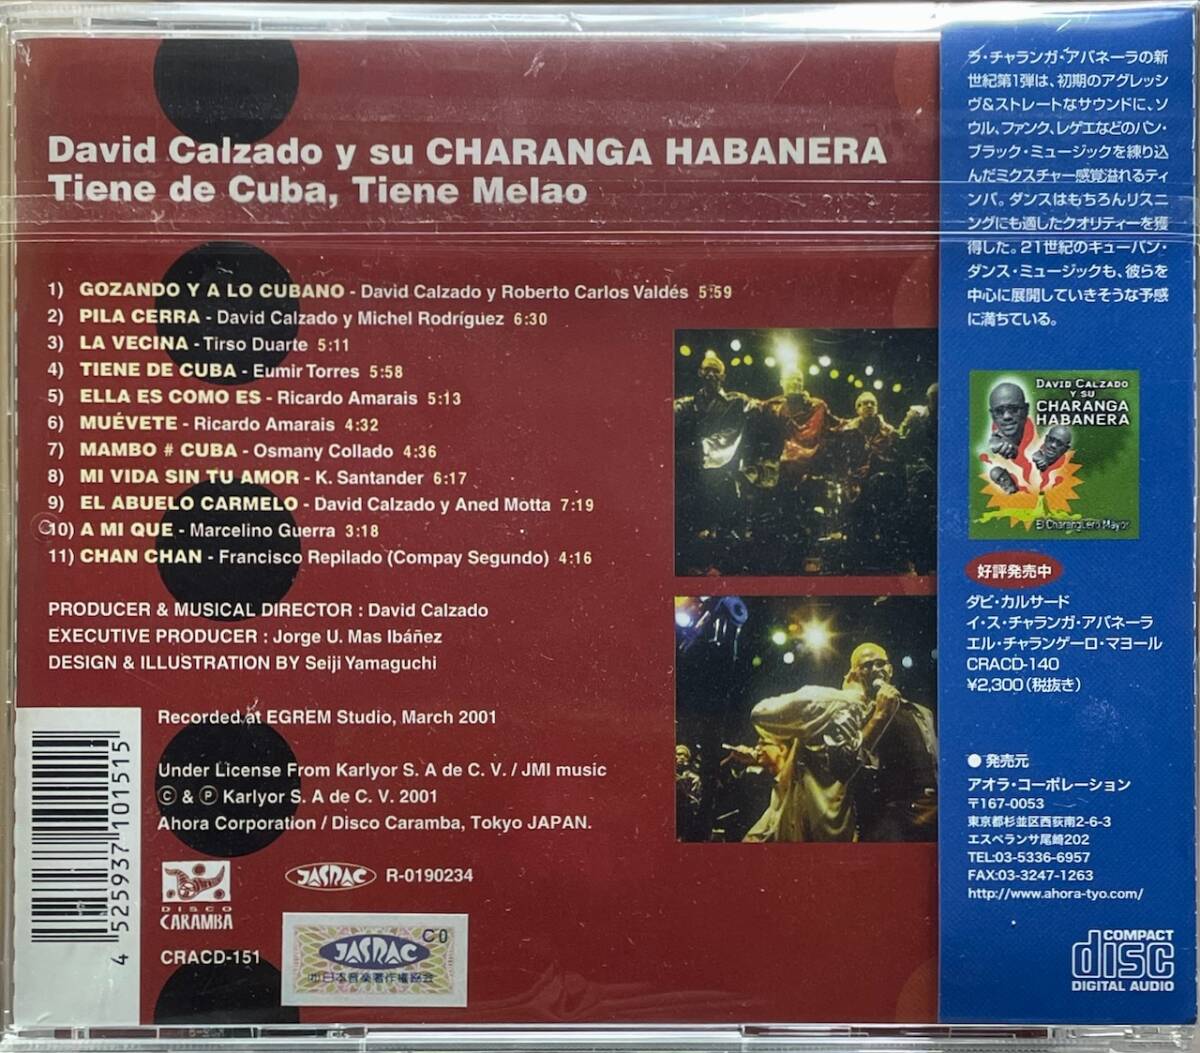 David Calzado y su CHARANGA HABANERA
Tiene de Cuba, Tiene Melao
1) GOZANDO Y A LO CUBANO - David Calzado y Roberto Carlos Valdés 5:59
2) PILA CERRA - David Calzado y Michel Rodríguez 6:30
3) LA VECINA - Tirso Duarte 5:11
4) TIENE DE CUBA - Eumir Torres 5:58
5) ELLA ES COMO ES - Ricardo Amarais 5:13
6) MUÉVETE - Ricardo Amarais 4:32
7) MAMBO # CUBA - Osmany Collado 4:36
8) MI VIDA SIN TU AMOR - K. Santander 6:17
9) EL ABUELO CARMELO - David Calzado y Aned Motta 7:19
10) A MI QUE - Marcelino Guerra 3:18
11) CHAN CHAN - Francisco Repilado (Compay Segundo) 4:16
PRODUCER & MUSICAL DIRECTOR : David Calzado
EXECUTIVE PRODUCER : Jorge U. Mas Ibáñez
DESIGN & ILLUSTRATION BY Seiji Yamaguchi
Recorded at EGREM Studio, March 2001
Under License From Karlyor S. A de C. V. / JMI music
© & ℗ Karlyor S. A de C. V. 2001
Ahora Corporation / Disco Caramba, Tokyo JAPAN.
4 525937 101515
DISCO
CARAMBA
CRACD-151
JASRAC R-0190234
C0
JASRAC
㈳日本音楽著作権協会
ラ・チャランガ・アバネーラの新
世紀第1弾は、初期のアグレッシ
ヴ&ストレートなサウンドに、ソ
ウル、ファンク、レゲエなどのパン・
ブラック・ミュージックを練り込
んだミクスチャー感覚溢れるティ
ンバ。ダンスはもちろんリスニ
ングにも適したクオリティーを獲
得した。21世紀のキューバン・
ダンス・ミュージックも、彼らを
中心に展開していきそうな予感
に満ちている。
DAVID CALZADO
Y SU
CHARANGA
HABANERA
El Charanguero Mayor
好評発売中
ダビ・カルサード
イ・ス・チャランガ・アバネーラ
エル・チャランゲーロ・マヨール
CRACD-140
¥2,300(税抜き)
● 発売元
アオラ・コーポレーション
〒167-0053
東京都杉並区西荻南2-6-3
エスペランサ尾崎202
TEL:03-5336-6957
FAX:03-3247-1263
http://www.ahora-tyo.com/
COMPACT
disc
DIGITAL AUDIO